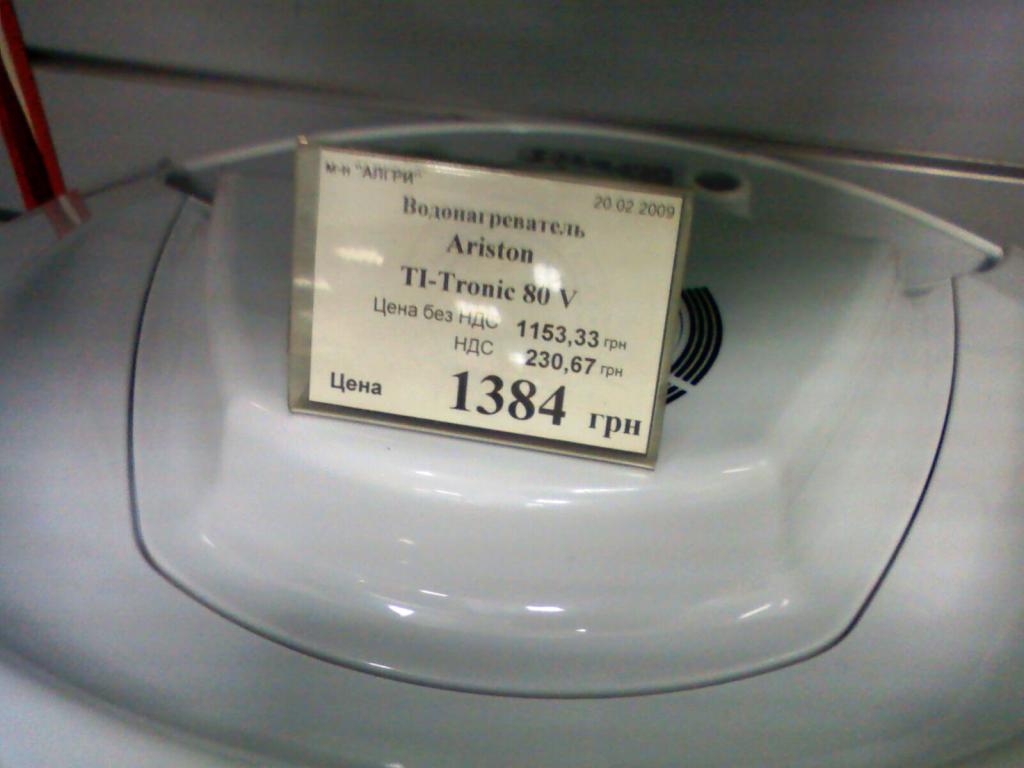 м-н "АЛГРИ"
20.02.2009
Водонагреватель
Ariston
TI-Tronic 80 V
Цена без НДС 1153,33 грн
НДС 230,67 грн
Цена 1384 грн